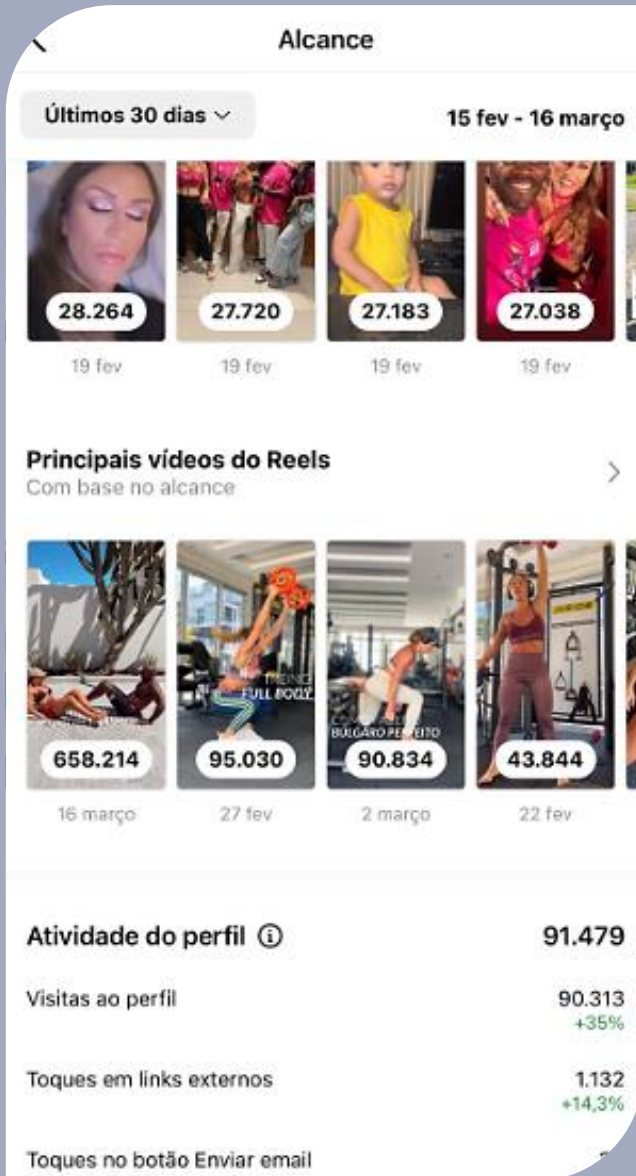 Alcance
Últimos 30 dias
15 fev - 16 março
28.264
27.720
27.183
27.038
19 fev
19 fev
19 fev
19 fev
Principais vídeos do Reels
Com base no alcance
TREINO
FULL BODY
BÚLGARO PERFEITO
658.214
95.030
90.834
43.844
16 março
27 fev
2 março
22 fev
Atividade do perfil
91.479
Visitas ao perfil
90.313
+35%
Toques em links externos
1.132
+14,3%
Toques no botão Enviar email